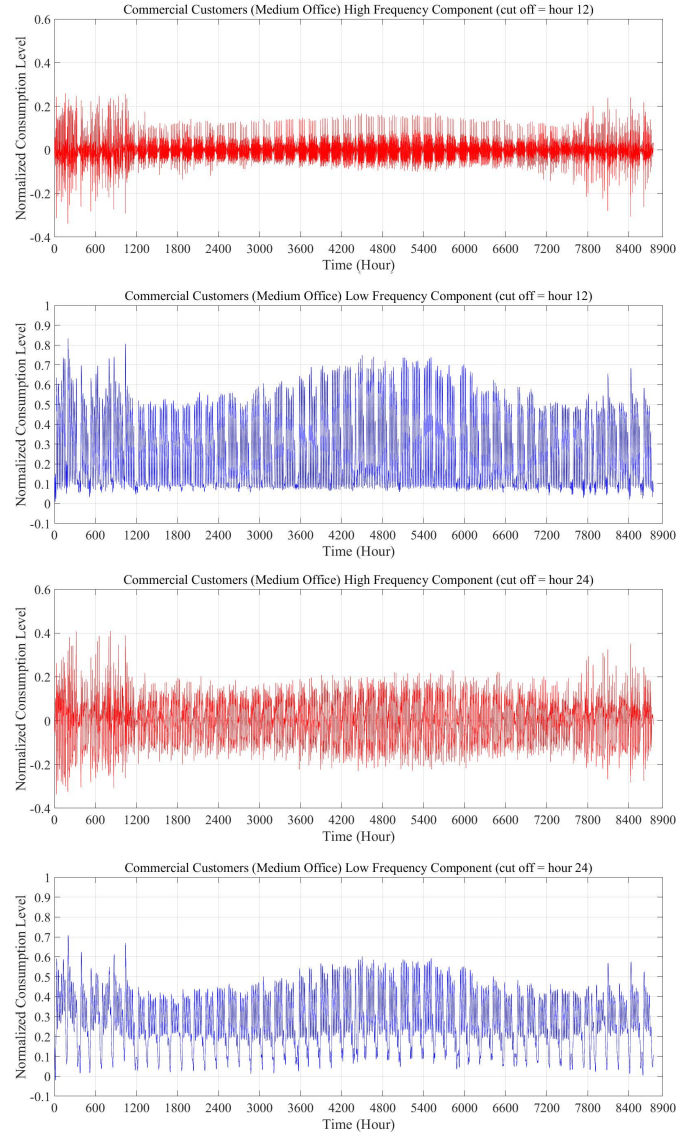 Commercial Customers (Medium Office) High Frequency Component (cut off = hour 12)
Normalized Consumption Level
0.6
0.4
0.2
0
-0.2
-0.4
0 600 1200 1800 2400 3000 3600 4200 4800 5400 6000 6600 7200 7800 8400 8900
Time (Hour)
Commercial Customers (Medium Office) Low Frequency Component (cut off = hour 12)
Normalized Consumption Level
1
0.9
0.8
0.7
0.6
0.5
0.4
0.3
0.2
0.1
0
-0.1
0 600 1200 1800 2400 3000 3600 4200 4800 5400 6000 6600 7200 7800 8400 8900
Time (Hour)
Commercial Customers (Medium Office) High Frequency Component (cut off = hour 24)
Normalized Consumption Level
0.6
0.4
0.2
0
-0.2
-0.4
0 600 1200 1800 2400 3000 3600 4200 4800 5400 6000 6600 7200 7800 8400 8900
Time (Hour)
Commercial Customers (Medium Office) Low Frequency Component (cut off = hour 24)
Normalized Consumption Level
1
0.9
0.8
0.7
0.6
0.5
0.4
0.3
0.2
0.1
0
-0.1
0 600 1200 1800 2400 3000 3600 4200 4800 5400 6000 6600 7200 7800 8400 8900
Time (Hour)